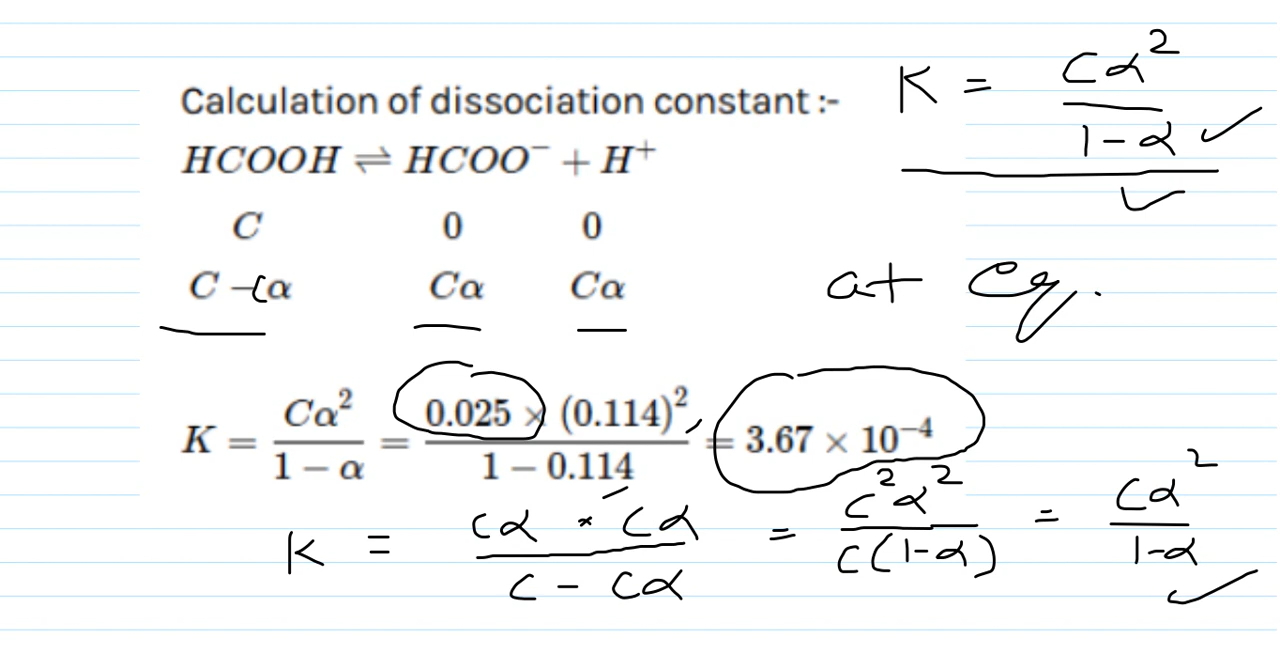 Calculation of dissociation constant :-
K = Cα² / 1-α
HCOOH ⇌ HCOO⁻ + H⁺
C 0 0
C - Cα Cα Cα at eq.
K = Cα² / 1 - α = 0.025 × (0.114)² / 1 - 0.114 = 3.67 × 10⁻⁴
K = Cα × Cα / C - Cα = C²α² / C(1-α) = Cα² / 1-α